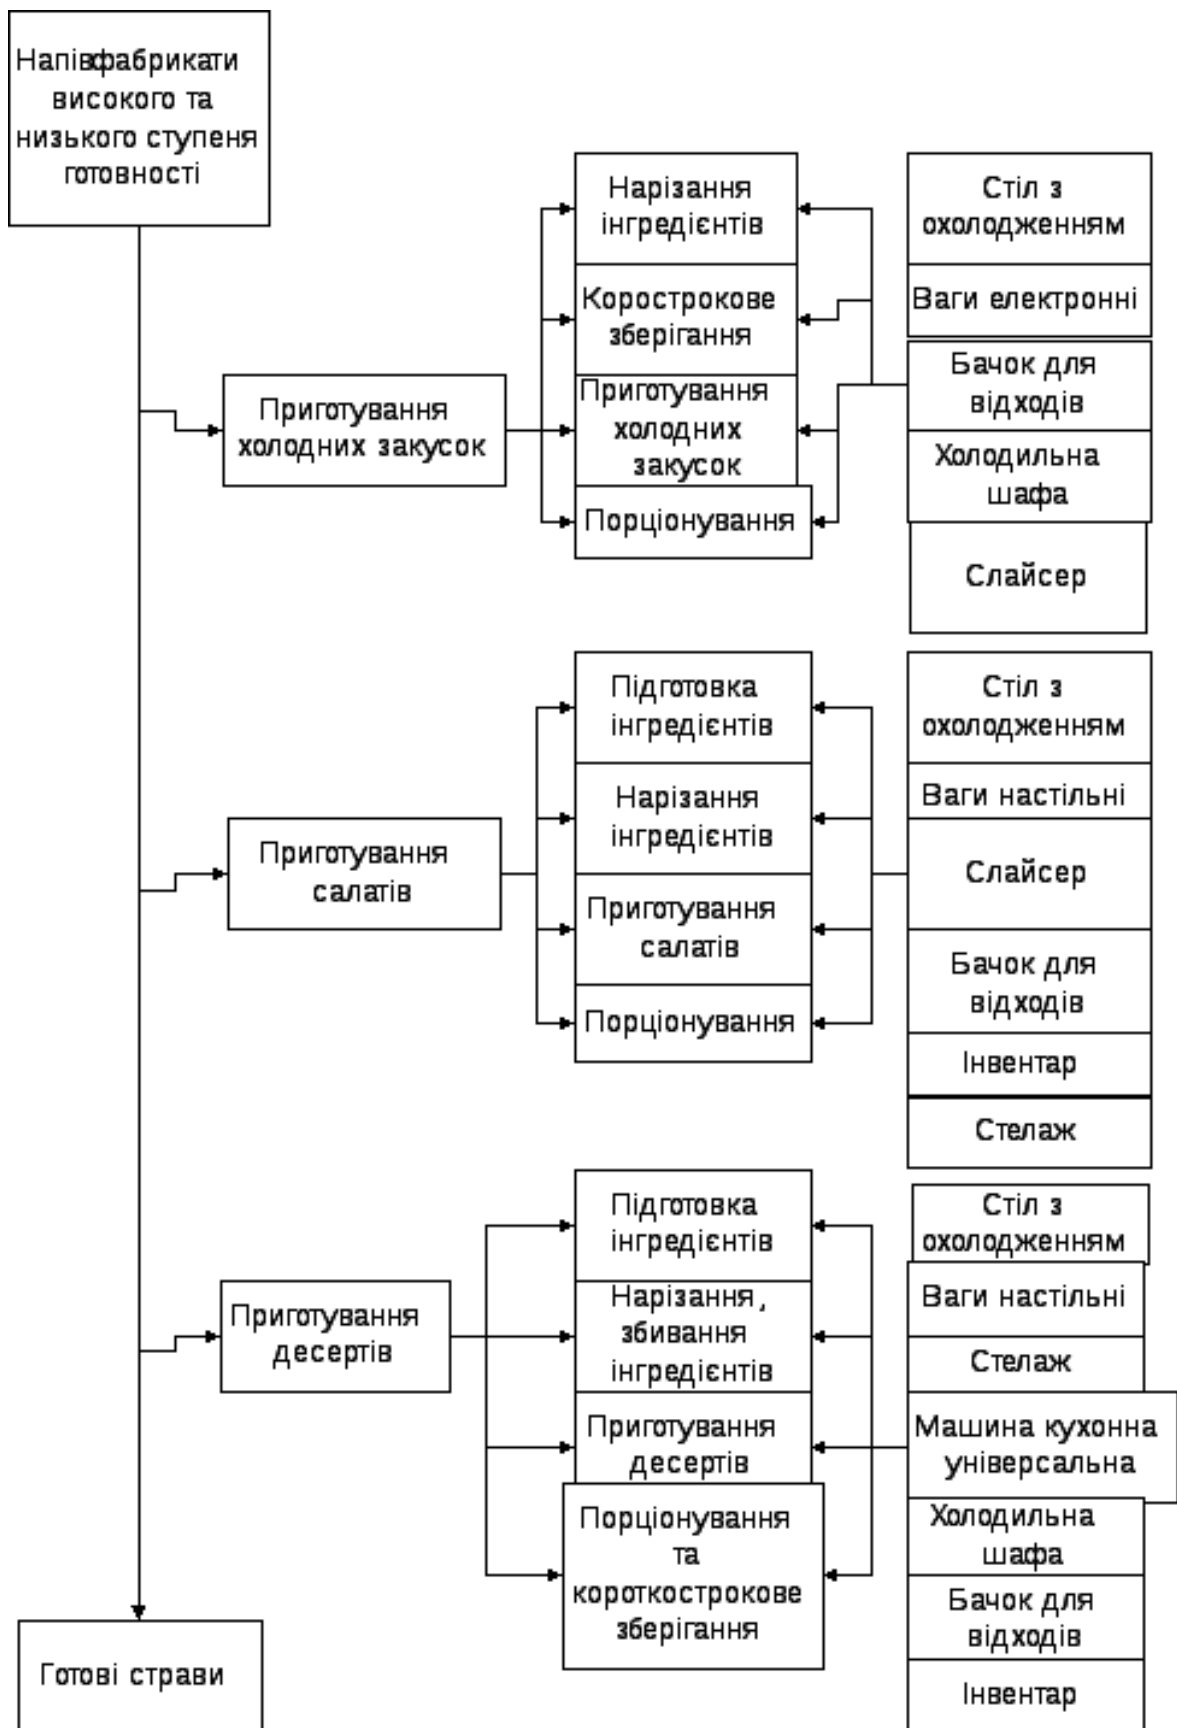 Напівфабрикати
високого та
низького ступеня
готовності
Нарізання
інгредієнтів
Корострокове
зберігання
Приготування
холодних
закусок
Порціонування
Стіл з
охолодженням
Ваги електронні
Бачок для
відходів
Холодильна
шафа
Слайсер
Приготування
холодних закусок
Підготовка
інгредієнтів
Нарізання
інгредієнтів
Приготування
салатів
Порціонування
Стіл з
охолодженням
Ваги настільні
Слайсер
Бачок для
відходів
Інвентар
Стелаж
Приготування
салатів
Підготовка
інгредієнтів
Нарізання,
збивання
інгредієнтів
Приготування
десертів
Порціонування
та
короткострокове
зберігання
Стіл з
охолодженням
Ваги настільні
Стелаж
Машина кухонна
універсальна
Холодильна
шафа
Бачок для
відходів
Інвентар
Приготування
десертів
Готові страви